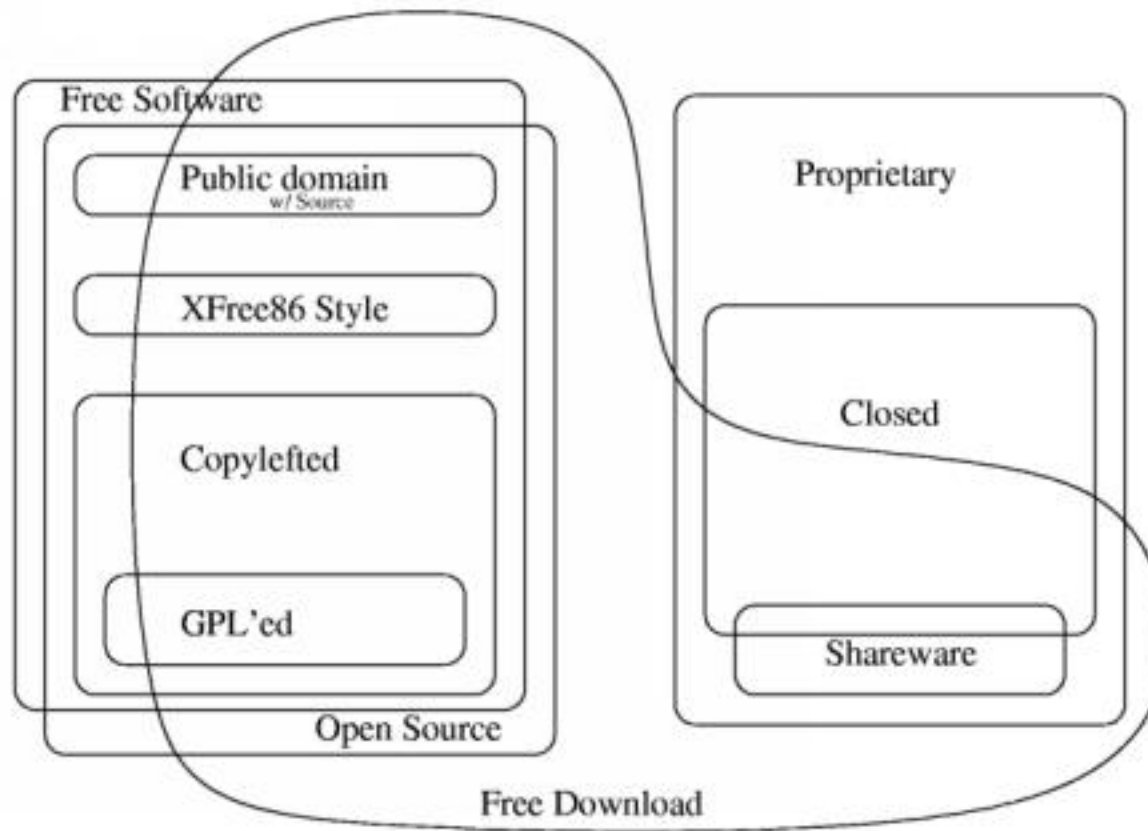 Free Software
Public domain
w/ Source
XFree86 Style
Copylefted
GPL'ed
Open Source
Proprietary
Closed
Shareware
Free Download